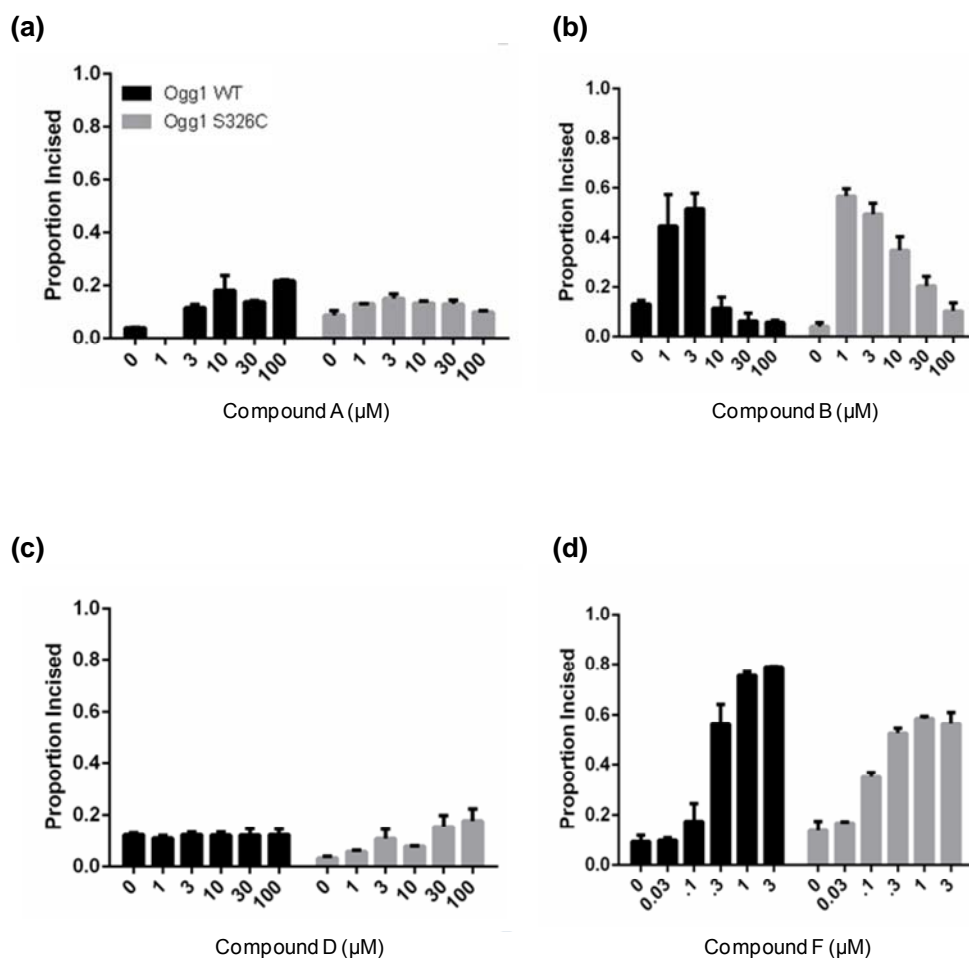 (a)
1.0
0.8
0.6
0.4
0.2
0.0
Proportion Incised
Ogg1 WT
Ogg1 S326C
0 1 3 10 30 100 0 1 3 10 30 100
Compound A (µM)
(b)
1.0
0.8
0.6
0.4
0.2
0.0
Proportion Incised
0 1 3 10 30 100 0 1 3 10 30 100
Compound B (µM)
(c)
1.0
0.8
0.6
0.4
0.2
0.0
Proportion Incised
0 1 3 10 30 100 0 1 3 10 30 100
Compound D (µM)
(d)
1.0
0.8
0.6
0.4
0.2
0.0
Proportion Incised
0 0.03 .1 .3 1 3 0 0.03 .1 .3 1 3
Compound F (µM)